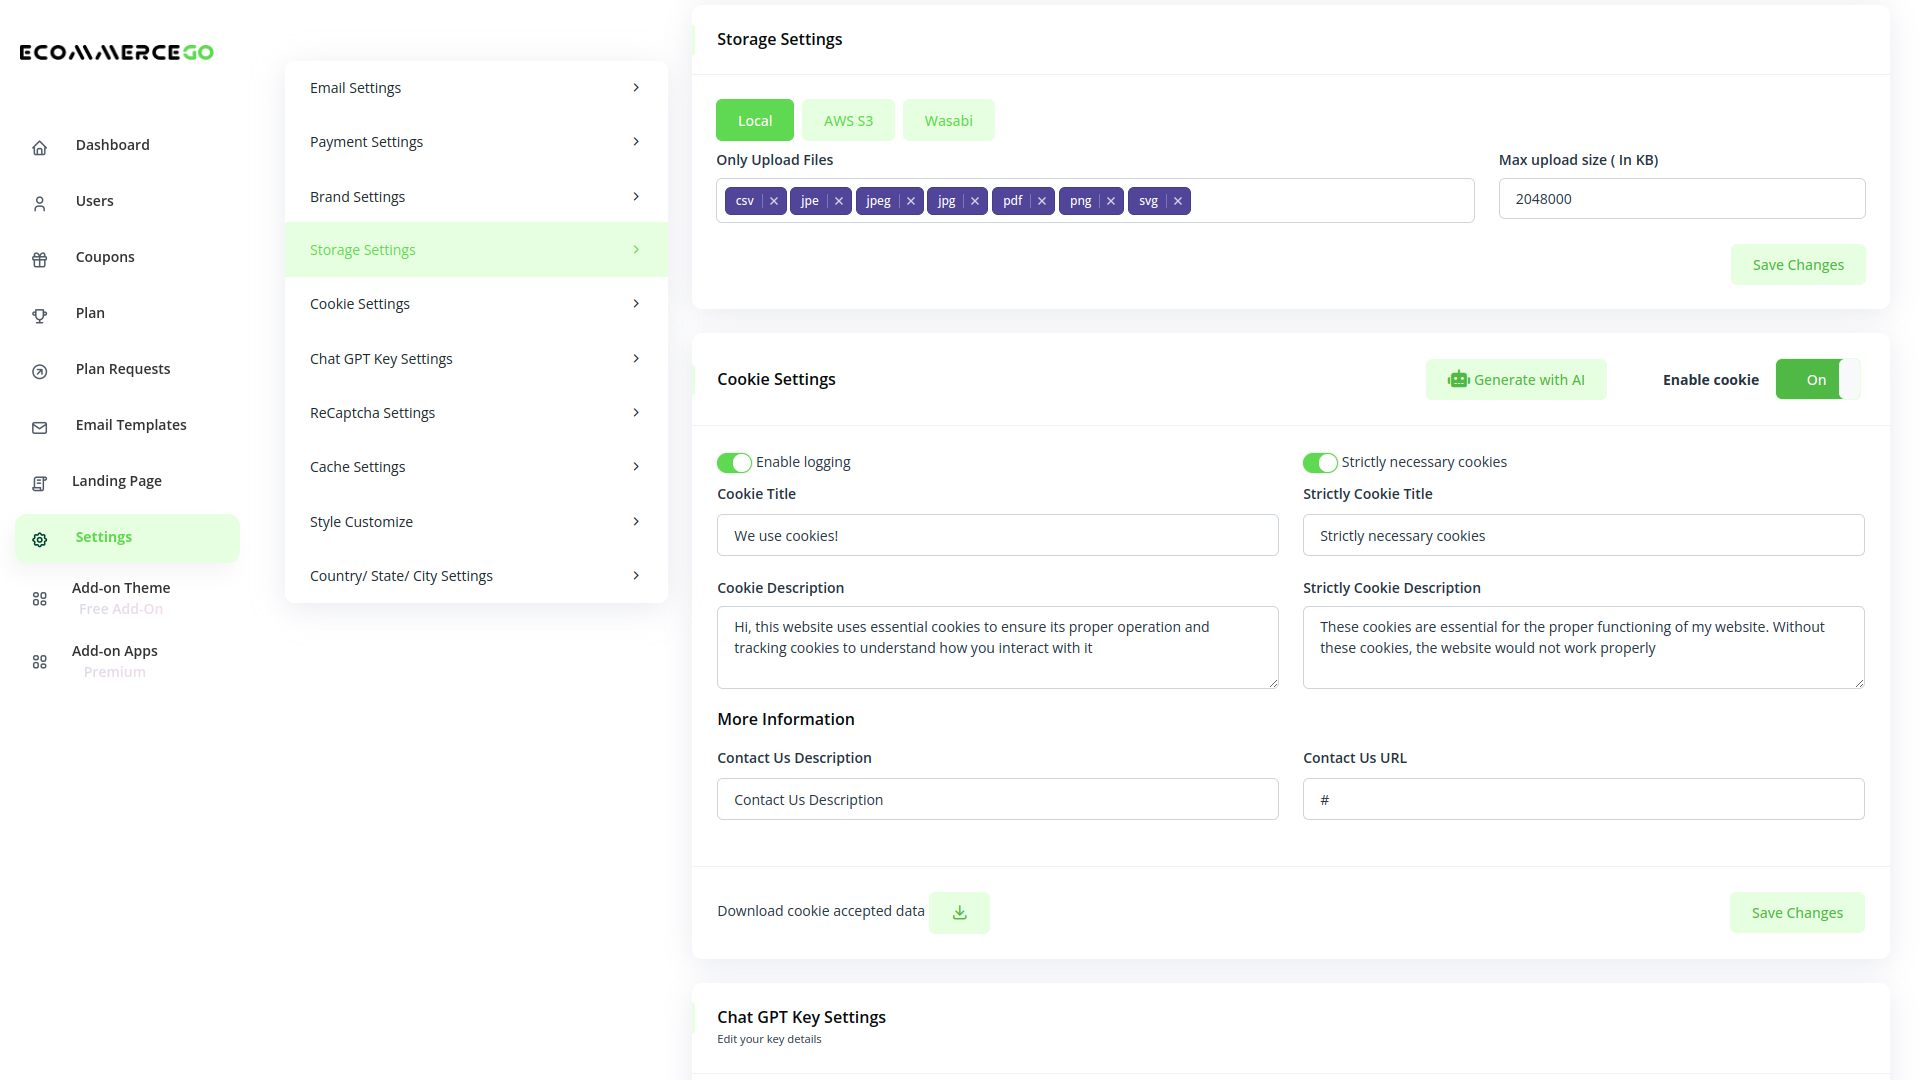 ECOMMERCEGO
Dashboard
Users
Coupons
Plan
Plan Requests
Email Templates
Landing Page
Settings
Add-on Theme
Free Add-On
Add-on Apps
Premium
Email Settings
Payment Settings
Brand Settings
Storage Settings
Cookie Settings
Chat GPT Key Settings
ReCaptcha Settings
Cache Settings
Style Customize
Country/ State/ City Settings
Storage Settings
Local AWS S3 Wasabi
Only Upload Files
Max upload size ( In KB)
csv jpe jpeg jpg pdf png svg
2048000
Save Changes
Cookie Settings
Generate with AI
Enable cookie On
Enable logging
Strictly necessary cookies
Cookie Title
Strictly Cookie Title
We use cookies!
Strictly necessary cookies
Cookie Description
Strictly Cookie Description
Hi, this website uses essential cookies to ensure its proper operation and
tracking cookies to understand how you interact with it
These cookies are essential for the proper functioning of my website. Without
these cookies, the website would not work properly
More Information
Contact Us Description
Contact Us URL
Contact Us Description
#
Download cookie accepted data
Save Changes
Chat GPT Key Settings
Edit your key details